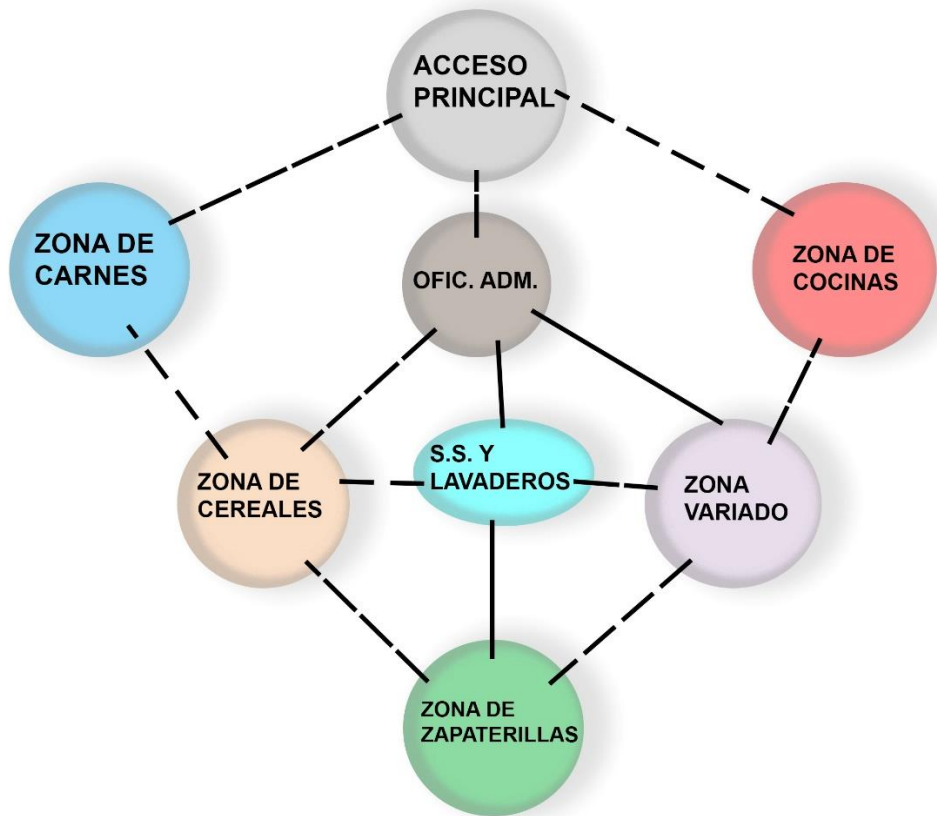 ACCESO
PRINCIPAL
ZONA DE
CARNES
OFIC. ADM.
ZONA DE
COCINAS
ZONA DE
CEREALES
S.S. Y
LAVADEROS
ZONA
VARIADO
ZONA DE
ZAPATERILLAS